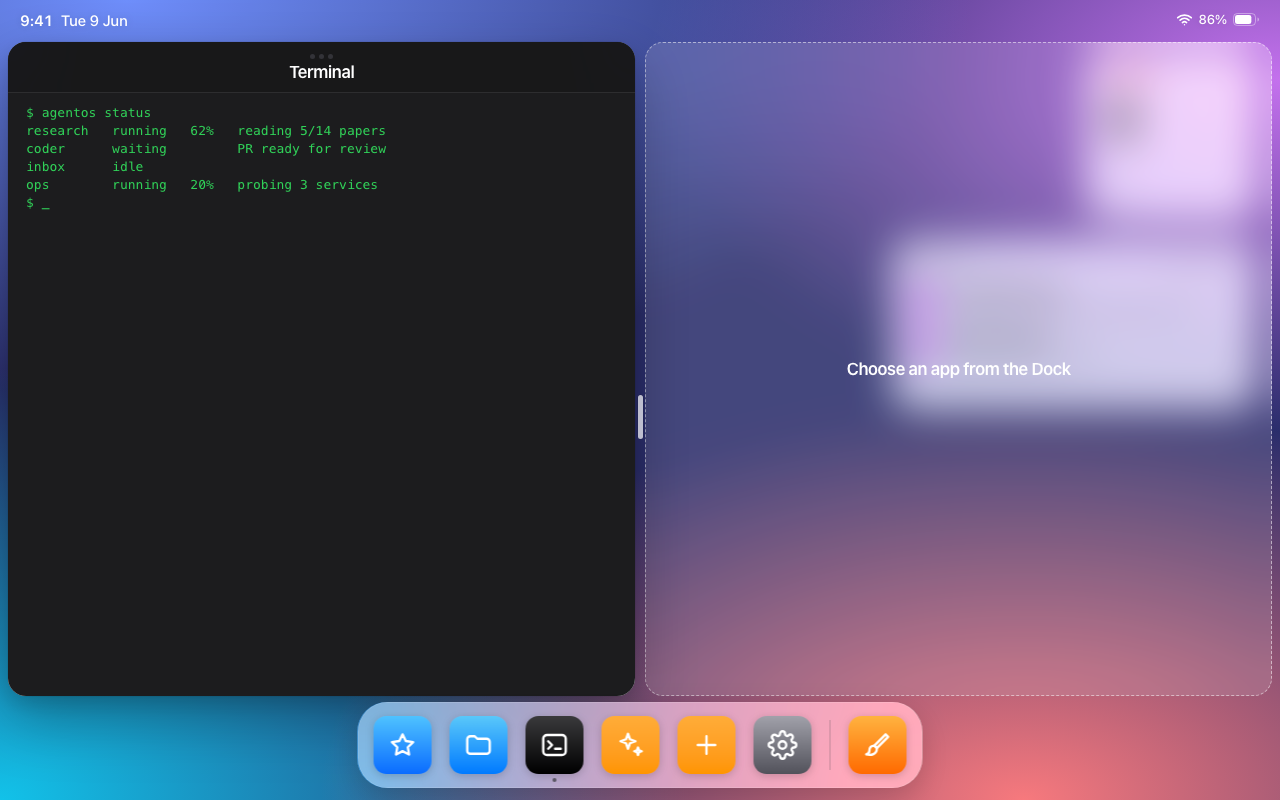 9:41 Tue 9 Jun
86%
Terminal
$ agentos status
research running 62% reading 5/14 papers
coder waiting PR ready for review
inbox idle
ops running 20% probing 3 services
$ _
Choose an app from the Dock